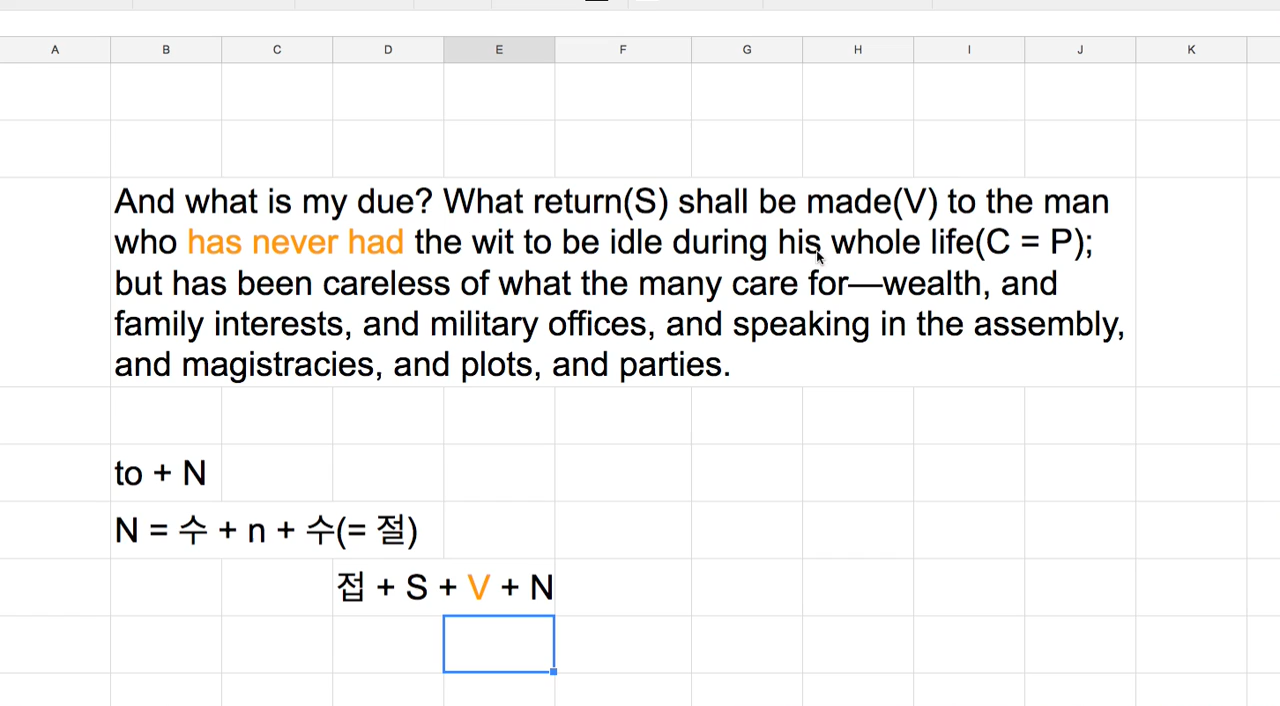 A B C D E F G H I J K
And what is my due? What return(S) shall be made(V) to the man
who has never had the wit to be idle during his whole life(C = P);
but has been careless of what the many care for—wealth, and
family interests, and military offices, and speaking in the assembly,
and magistracies, and plots, and parties.
to + N
N = 수 + n + 수(= 절)
접 + S + V + N